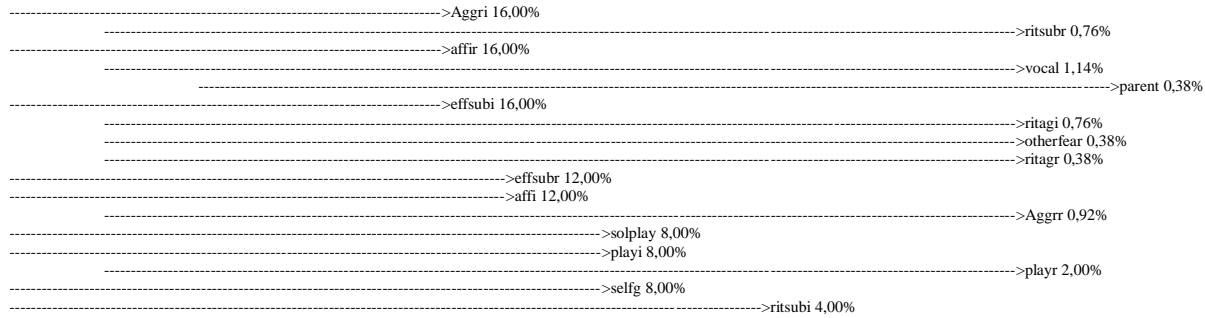 ----------------------------------------------------------------------------------->Aggri 16,00%
----------------------------------------------------------------------------------------------------------------------------------------------------------------------------------->ritsubr 0,76%
----------------------------------------------------------------------------------->affir 16,00%
----------------------------------------------------------------------------------------------------------------------------------------------------------------------------------->vocal 1,14%
----------------------------------------------------------------------------------------------------------------------------------------------------------------------------------->parent 0,38%
----------------------------------------------------------------------------------->effsubi 16,00%
----------------------------------------------------------------------------------------------------------------------------------------------------------------------------------->ritagi 0,76%
----------------------------------------------------------------------------------------------------------------------------------------------------------------------------------->otherfear 0,38%
----------------------------------------------------------------------------------------------------------------------------------------------------------------------------------->ritagr 0,38%
----------------------------------------------------------------------------------------------->effsubr 12,00%
----------------------------------------------------------------------------------------------->affi 12,00%
----------------------------------------------------------------------------------------------------------------------------------------------------------------------------------->Aggrr 0,92%
------------------------------------------------------------------------------------------------------------------>solplay 8,00%
------------------------------------------------------------------------------------------------------------------>playi 8,00%
----------------------------------------------------------------------------------------------------------------------------------------------------------------------------------->playr 2,00%
------------------------------------------------------------------------------------------------------------------>selfg 8,00%
------------------------------------------------------------------------------------------------------------------------------------------------->ritsubi 4,00%